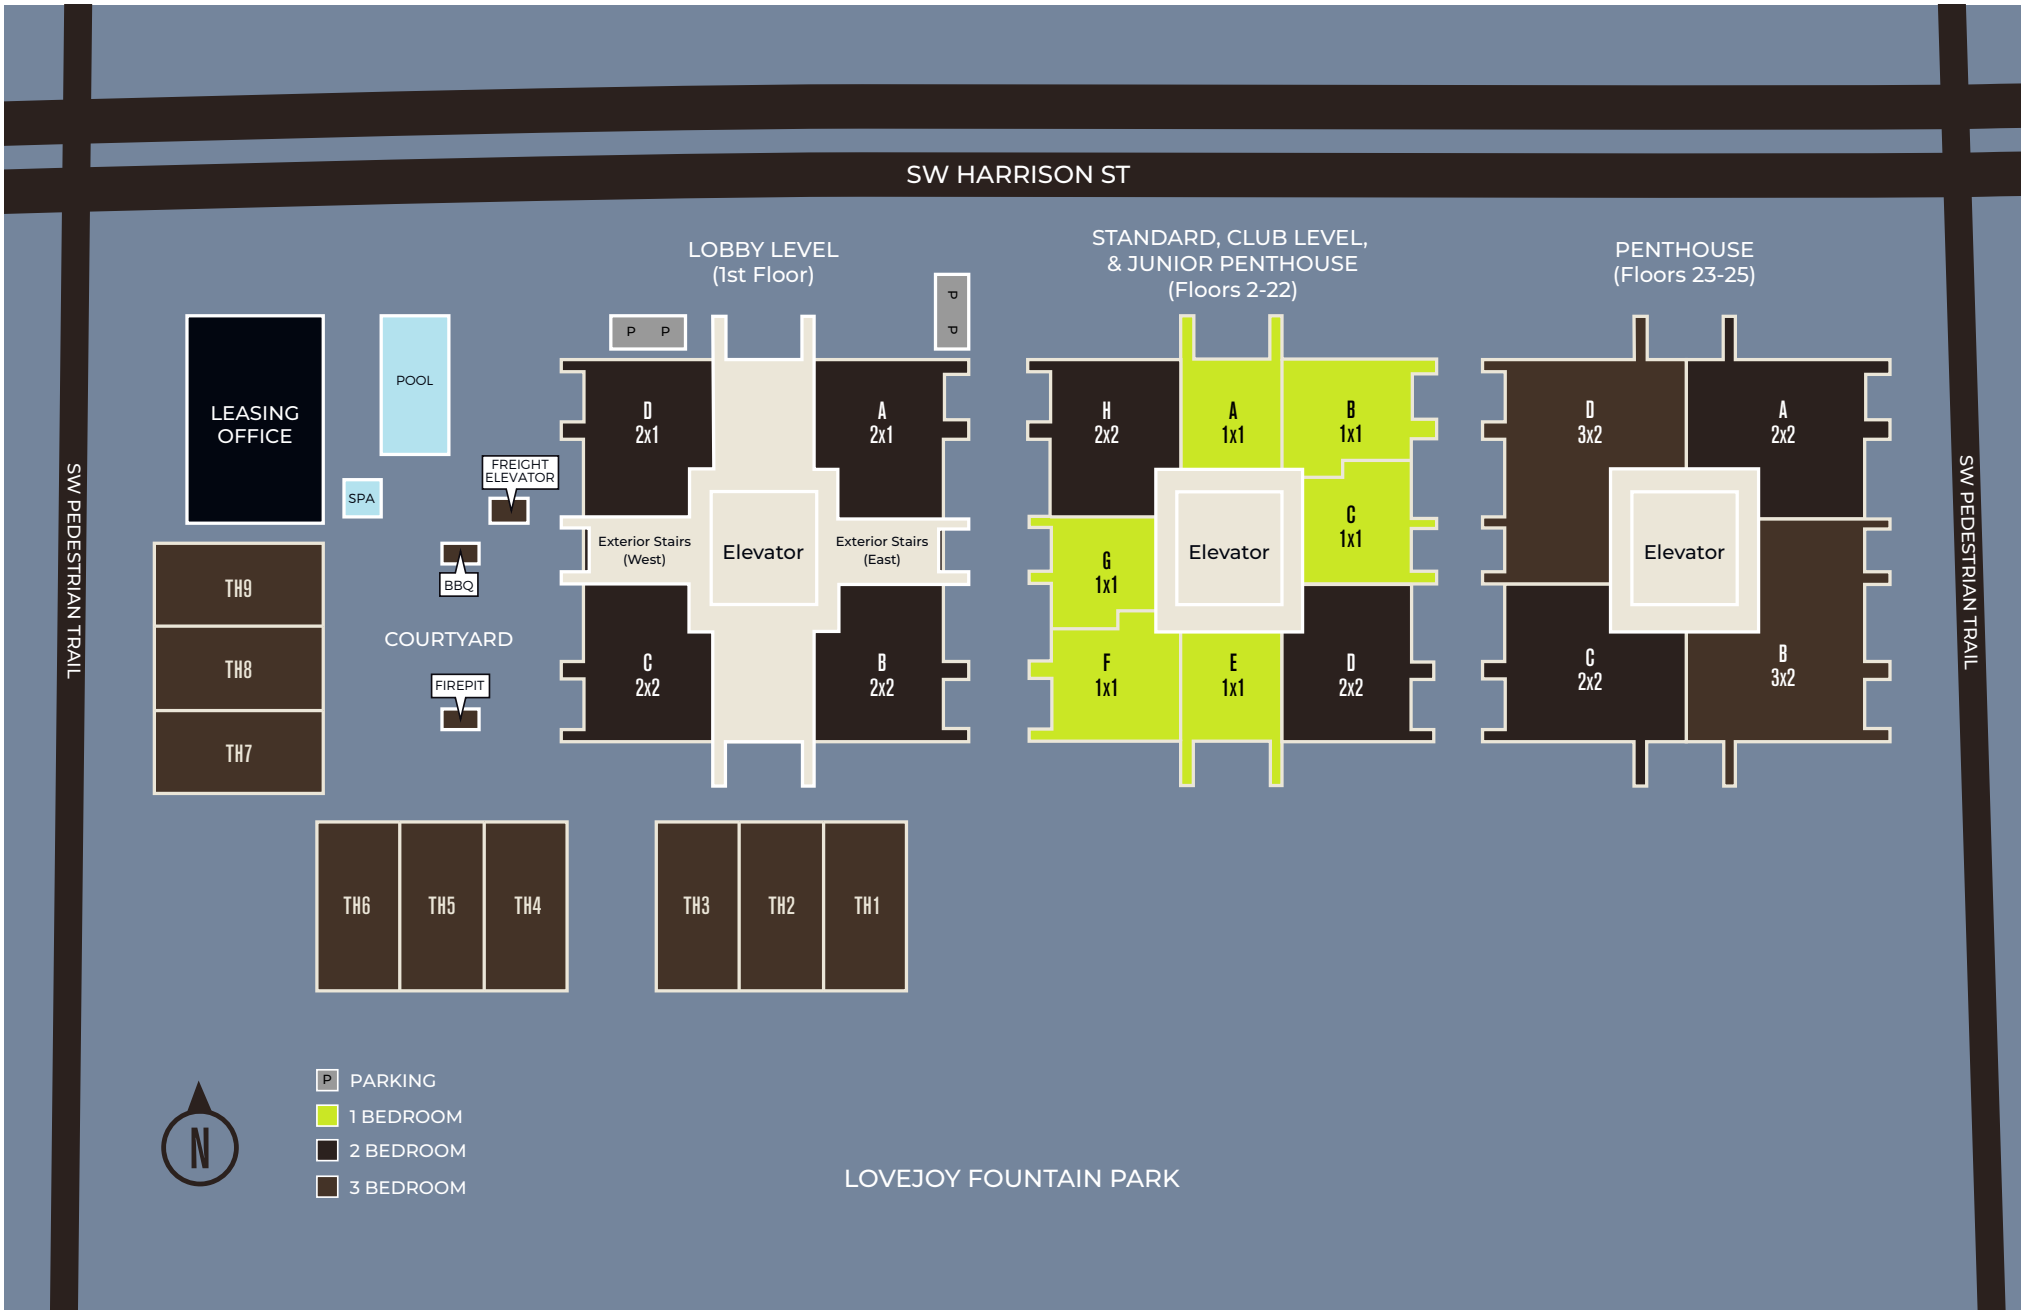 SW HARRISON ST
LOBBY LEVEL
(1st Floor)
STANDARD, CLUB LEVEL,
& JUNIOR PENTHOUSE
(Floors 2-22)
PENTHOUSE
(Floors 23-25)
P P
P P
LEASING
OFFICE
POOL
SPA
FREIGHT
ELEVATOR
BBQ
COURTYARD
FIREPIT
TH9
TH8
TH7
D
2x1
A
2x1
Exterior Stairs
(West)
Elevator
Exterior Stairs
(East)
C
2x2
B
2x2
H
2x2
A
1x1
B
1x1
C
1x1
G
1x1
Elevator
F
1x1
E
1x1
D
2x2
D
3x2
A
2x2
Elevator
C
2x2
B
3x2
SW PEDESTRIAN TRAIL
SW PEDESTRIAN TRAIL
TH6
TH5
TH4
TH3
TH2
TH1
N
P PARKING
1 BEDROOM
2 BEDROOM
3 BEDROOM
LOVEJOY FOUNTAIN PARK